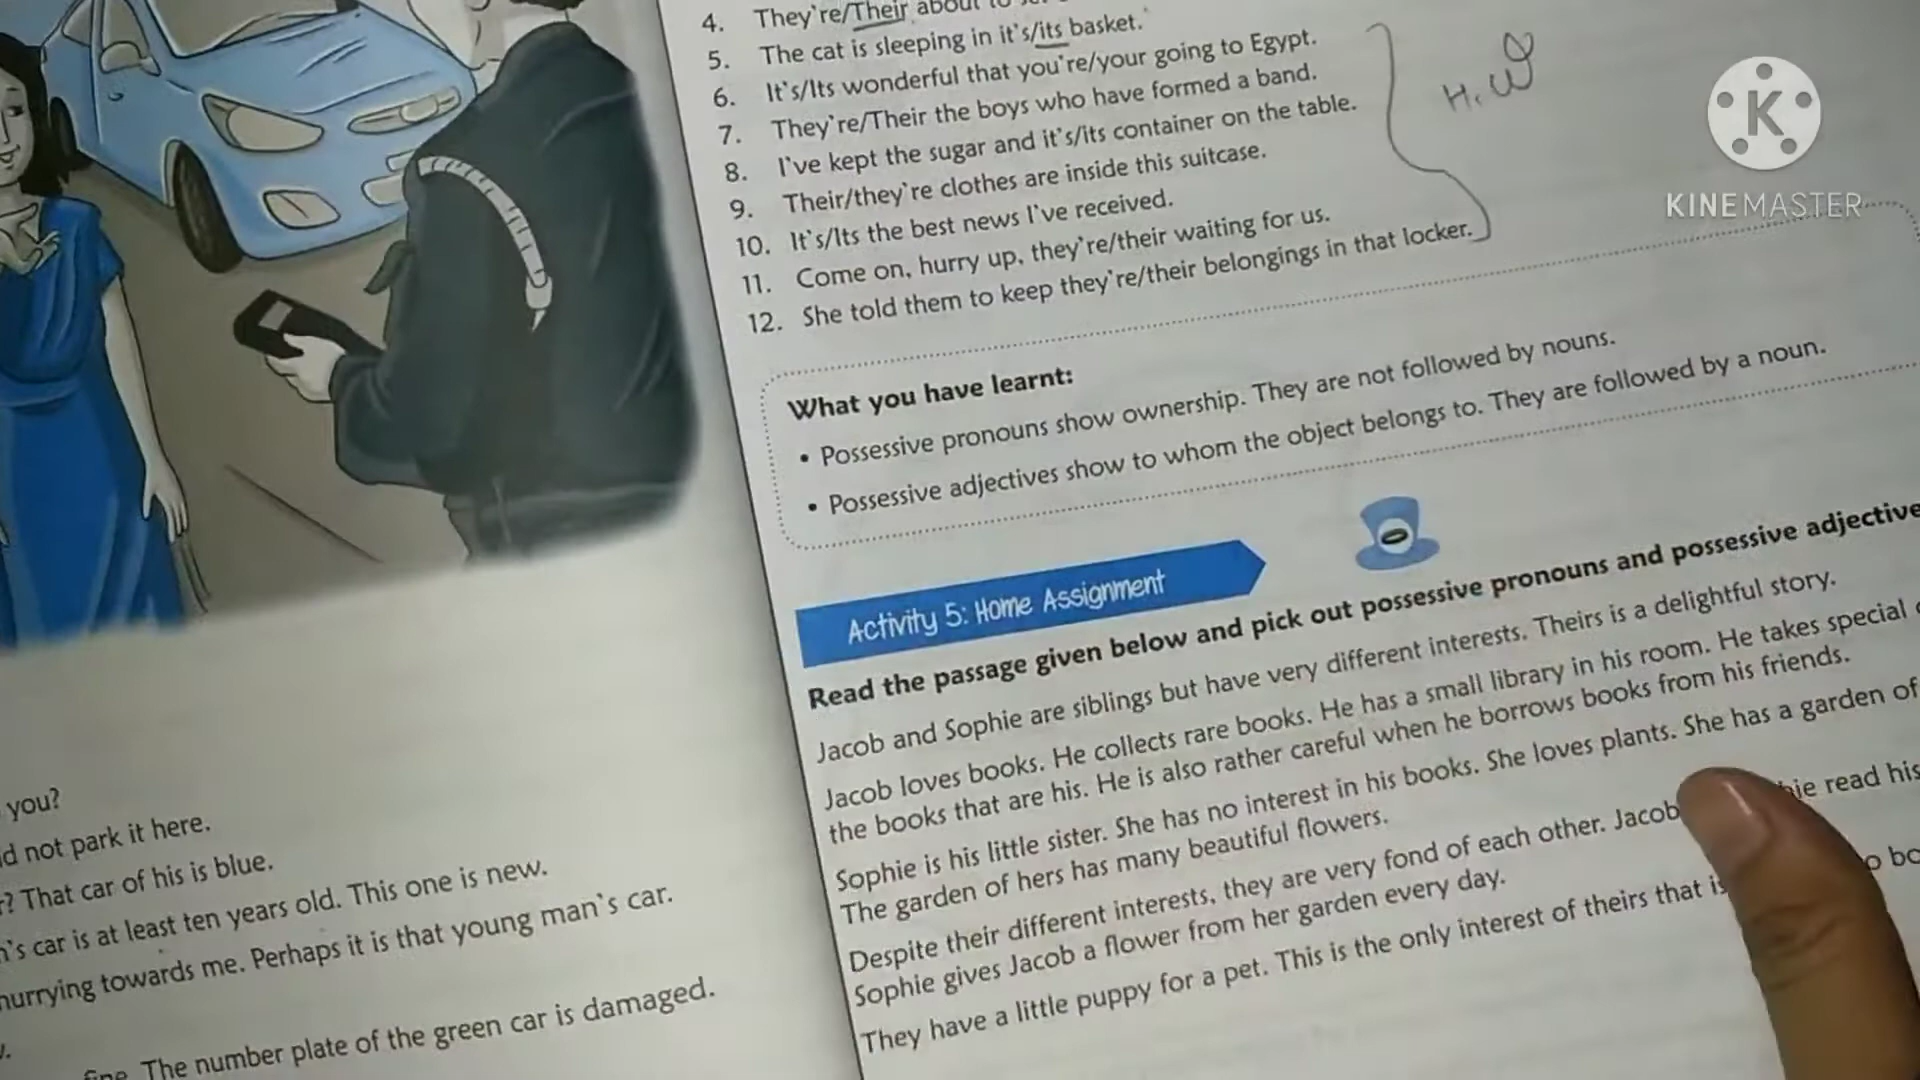 you?
d not park it here.
? That car of his is blue.
's car is at least ten years old. This one is new.
hurrying towards me. Perhaps it is that young man's car.
The number plate of the green car is damaged.
4. They're/Their about to
5. The cat is sleeping in it's/its basket.
6. It's/Its wonderful that you're/your going to Egypt.
7. They're/Their the boys who have formed a band.
8. I've kept the sugar and it's/its container on the table.
9. Their/they're clothes are inside this suitcase.
10. It's/Its the best news I've received.
11. Come on, hurry up, they're/their waiting for us.
12. She told them to keep they're/their belongings in that locker.
H.W
KINEMASTER
What you have learnt:
• Possessive pronouns show ownership. They are not followed by nouns.
• Possessive adjectives show to whom the object belongs to. They are followed by a noun.
Activity 5: Home Assignment
Read the passage given below and pick out possessive pronouns and possessive adjective
Jacob and Sophie are siblings but have very different interests. Theirs is a delightful story.
Jacob loves books. He collects rare books. He has a small library in his room. He takes special
the books that are his. He is also rather careful when he borrows books from his friends.
Sophie is his little sister. She has no interest in his books. She loves plants. She has a garden of
The garden of hers has many beautiful flowers.
Despite their different interests, they are very fond of each other. Jacob read his
Sophie gives Jacob a flower from her garden every day.
They have a little puppy for a pet. This is the only interest of theirs that